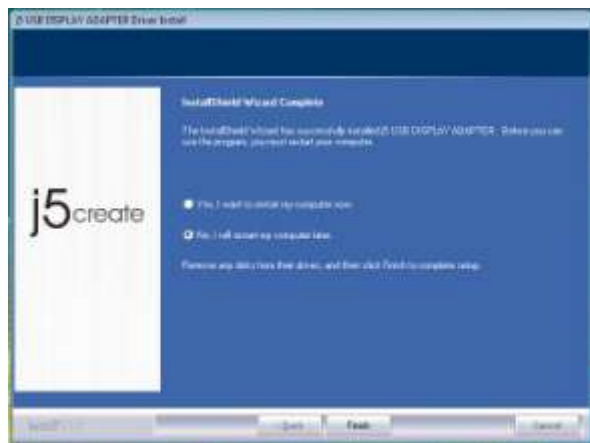 j5 USB DISPLAY ADAPTER Driver Install
InstallShield Wizard Complete
The InstallShield Wizard has successfully installed j5 USB DISPLAY ADAPTER. Before you can
use the program, you must restart your computer.
j5create
Yes, I want to restart my computer now.
No, I will restart my computer later.
Remove any disks from their drives, and then click Finish to complete setup.
InstallShield
Back
Finish
Cancel